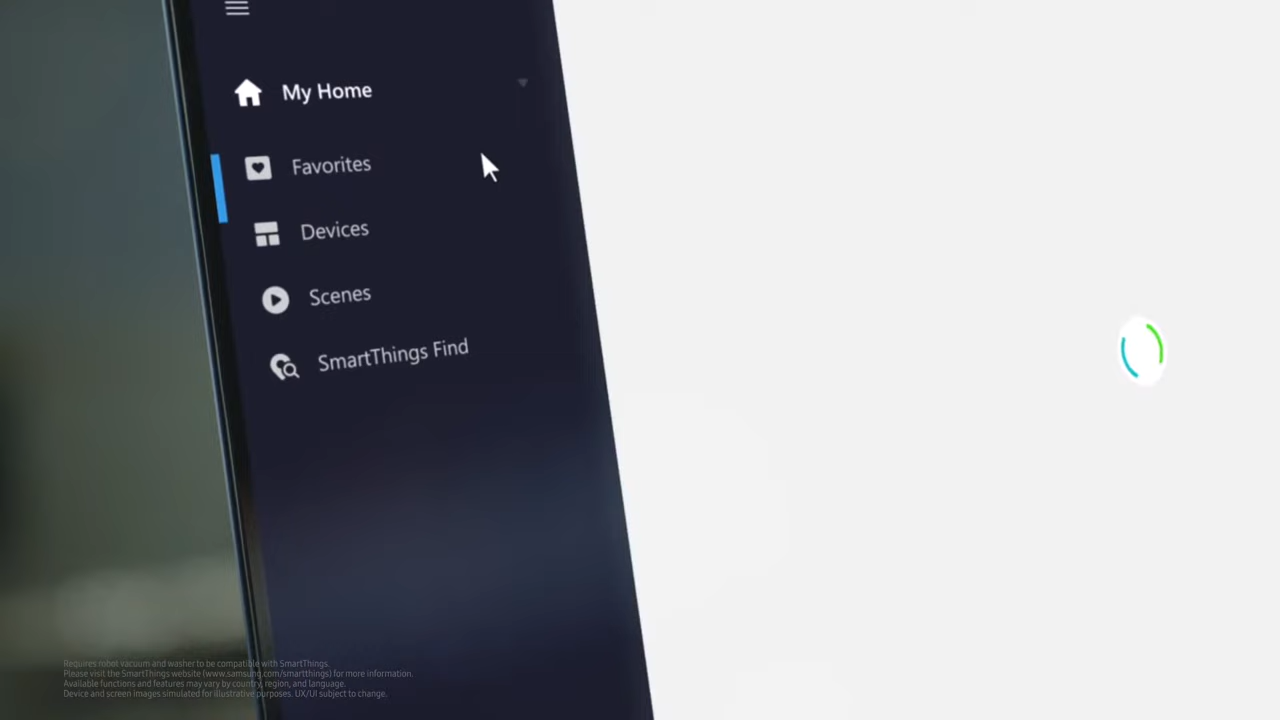 My Home
Favorites
Devices
Scenes
SmartThings Find
Requires robot vacuum and washer to be compatible with SmartThings.
Please visit the SmartThings website (www.samsung.com/smartthings) for more information.
Available functions and features may vary by country, region, and language.
Device and screen images simulated for illustrative purposes. UX/UI subject to change.